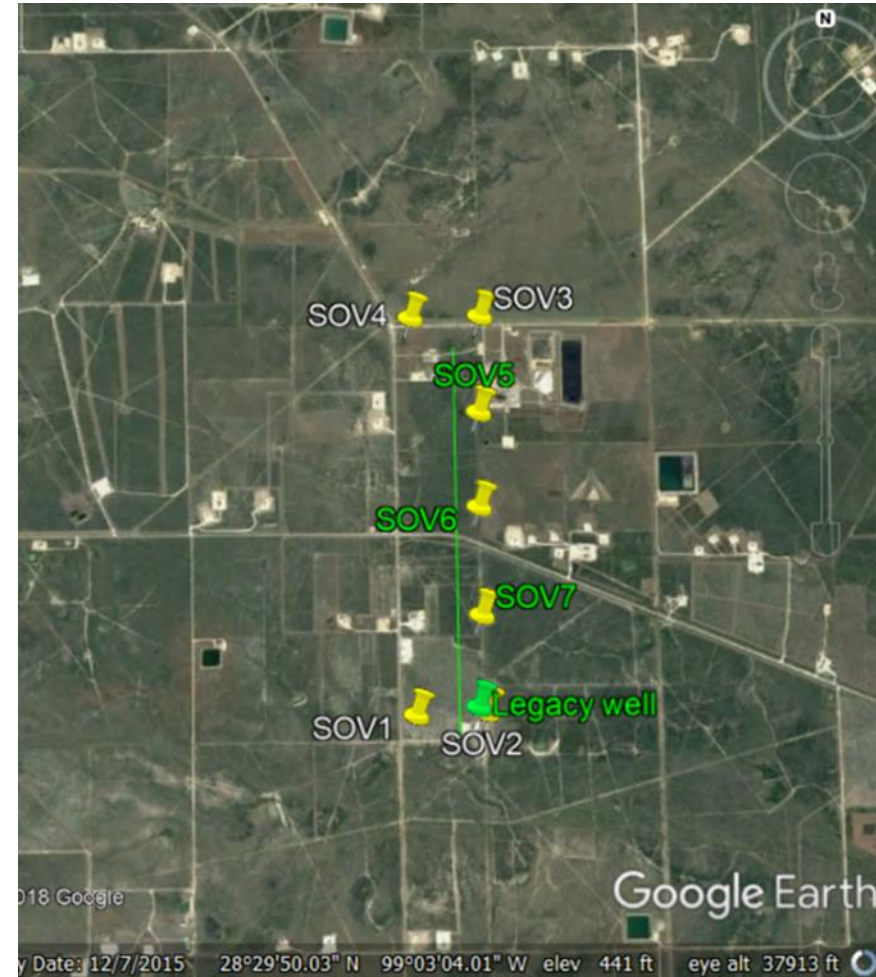 N
SOV4
SOV3
SOV5
SOV6
SOV7
Legacy well
SOV1
SOV2
018 Google
Google Earth
y Date: 12/7/2015 28°29'50.03" N 99°03'04.01" W elev 441 ft eye alt 37913 ft